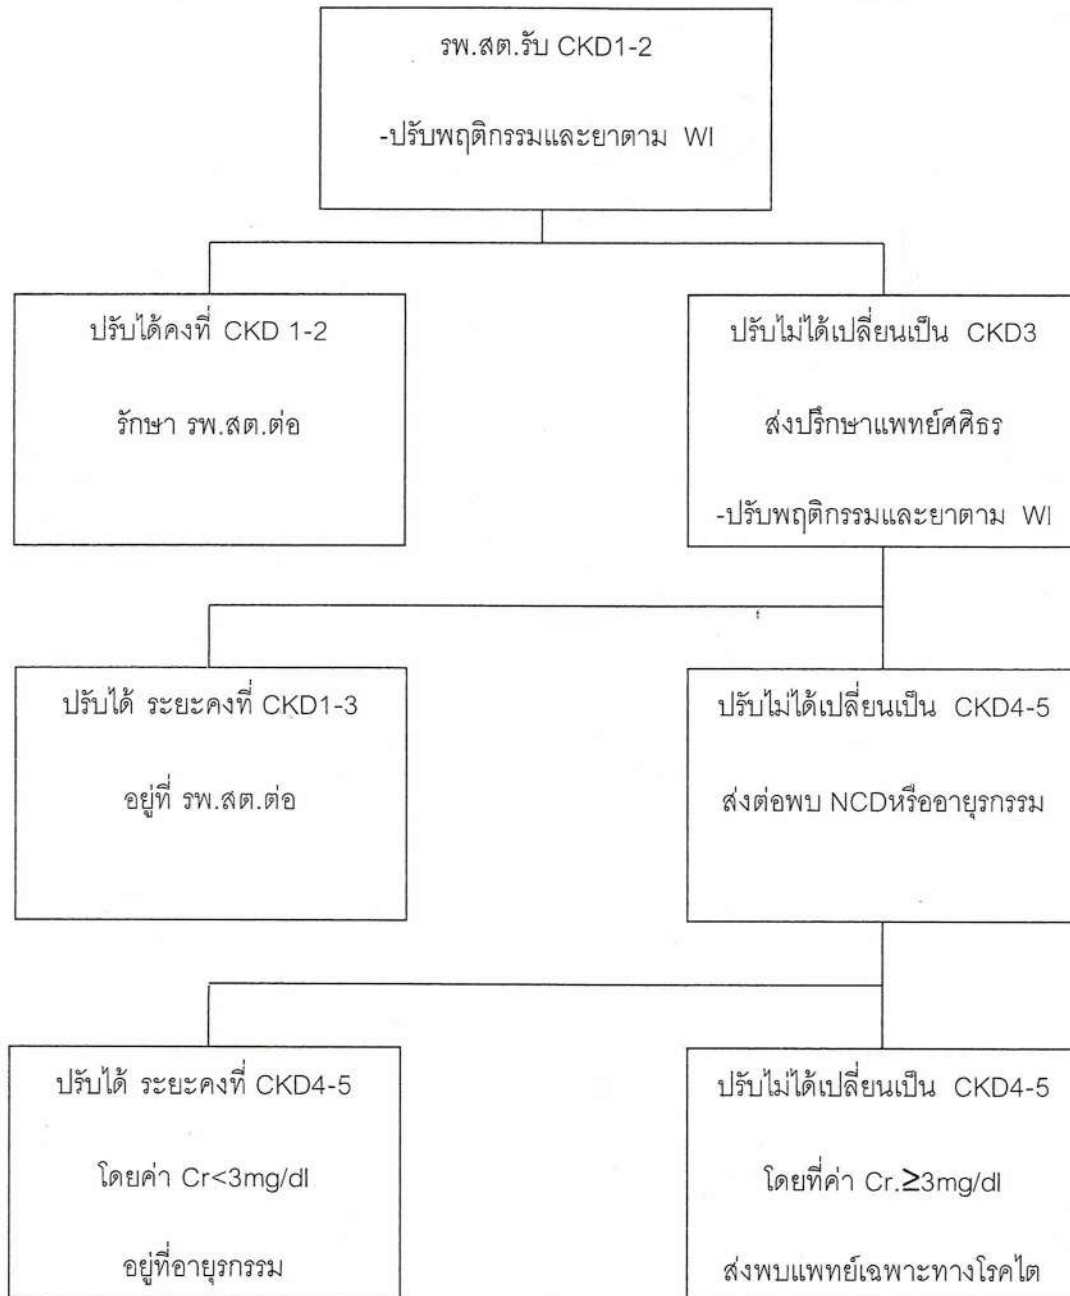 รพ.สต.รับ CKD1-2
-ปรับพฤติกรรมและยาตาม WI
ปรับได้คงที่ CKD 1-2
รักษา รพ.สต.ต่อ
ปรับไม่ได้เปลี่ยนเป็น CKD3
ส่งปรึกษาแพทย์ศศิธร
-ปรับพฤติกรรมและยาตาม WI
ปรับได้ ระยะคงที่ CKD1-3
อยู่ที่ รพ.สต.ต่อ
ปรับไม่ได้เปลี่ยนเป็น CKD4-5
ส่งต่อพบ NCDหรืออายุรกรรม
ปรับได้ ระยะคงที่ CKD4-5
โดยค่า Cr<3mg/dl
อยู่ที่อายุรกรรม
ปรับไม่ได้เปลี่ยนเป็น CKD4-5
โดยที่ค่า Cr.≥3mg/dl
ส่งพบแพทย์เฉพาะทางโรคไต